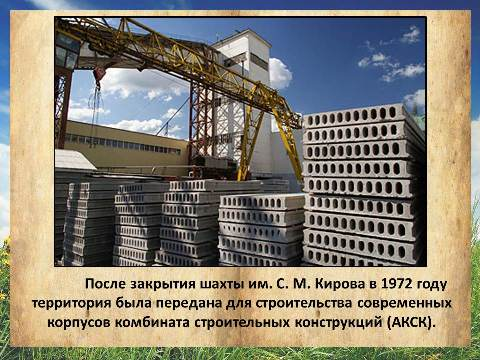 После закрытия шахты им. С. М. Кирова в 1972 году
территория была передана для строительства современных
корпусов комбината строительных конструкций (АКСК).